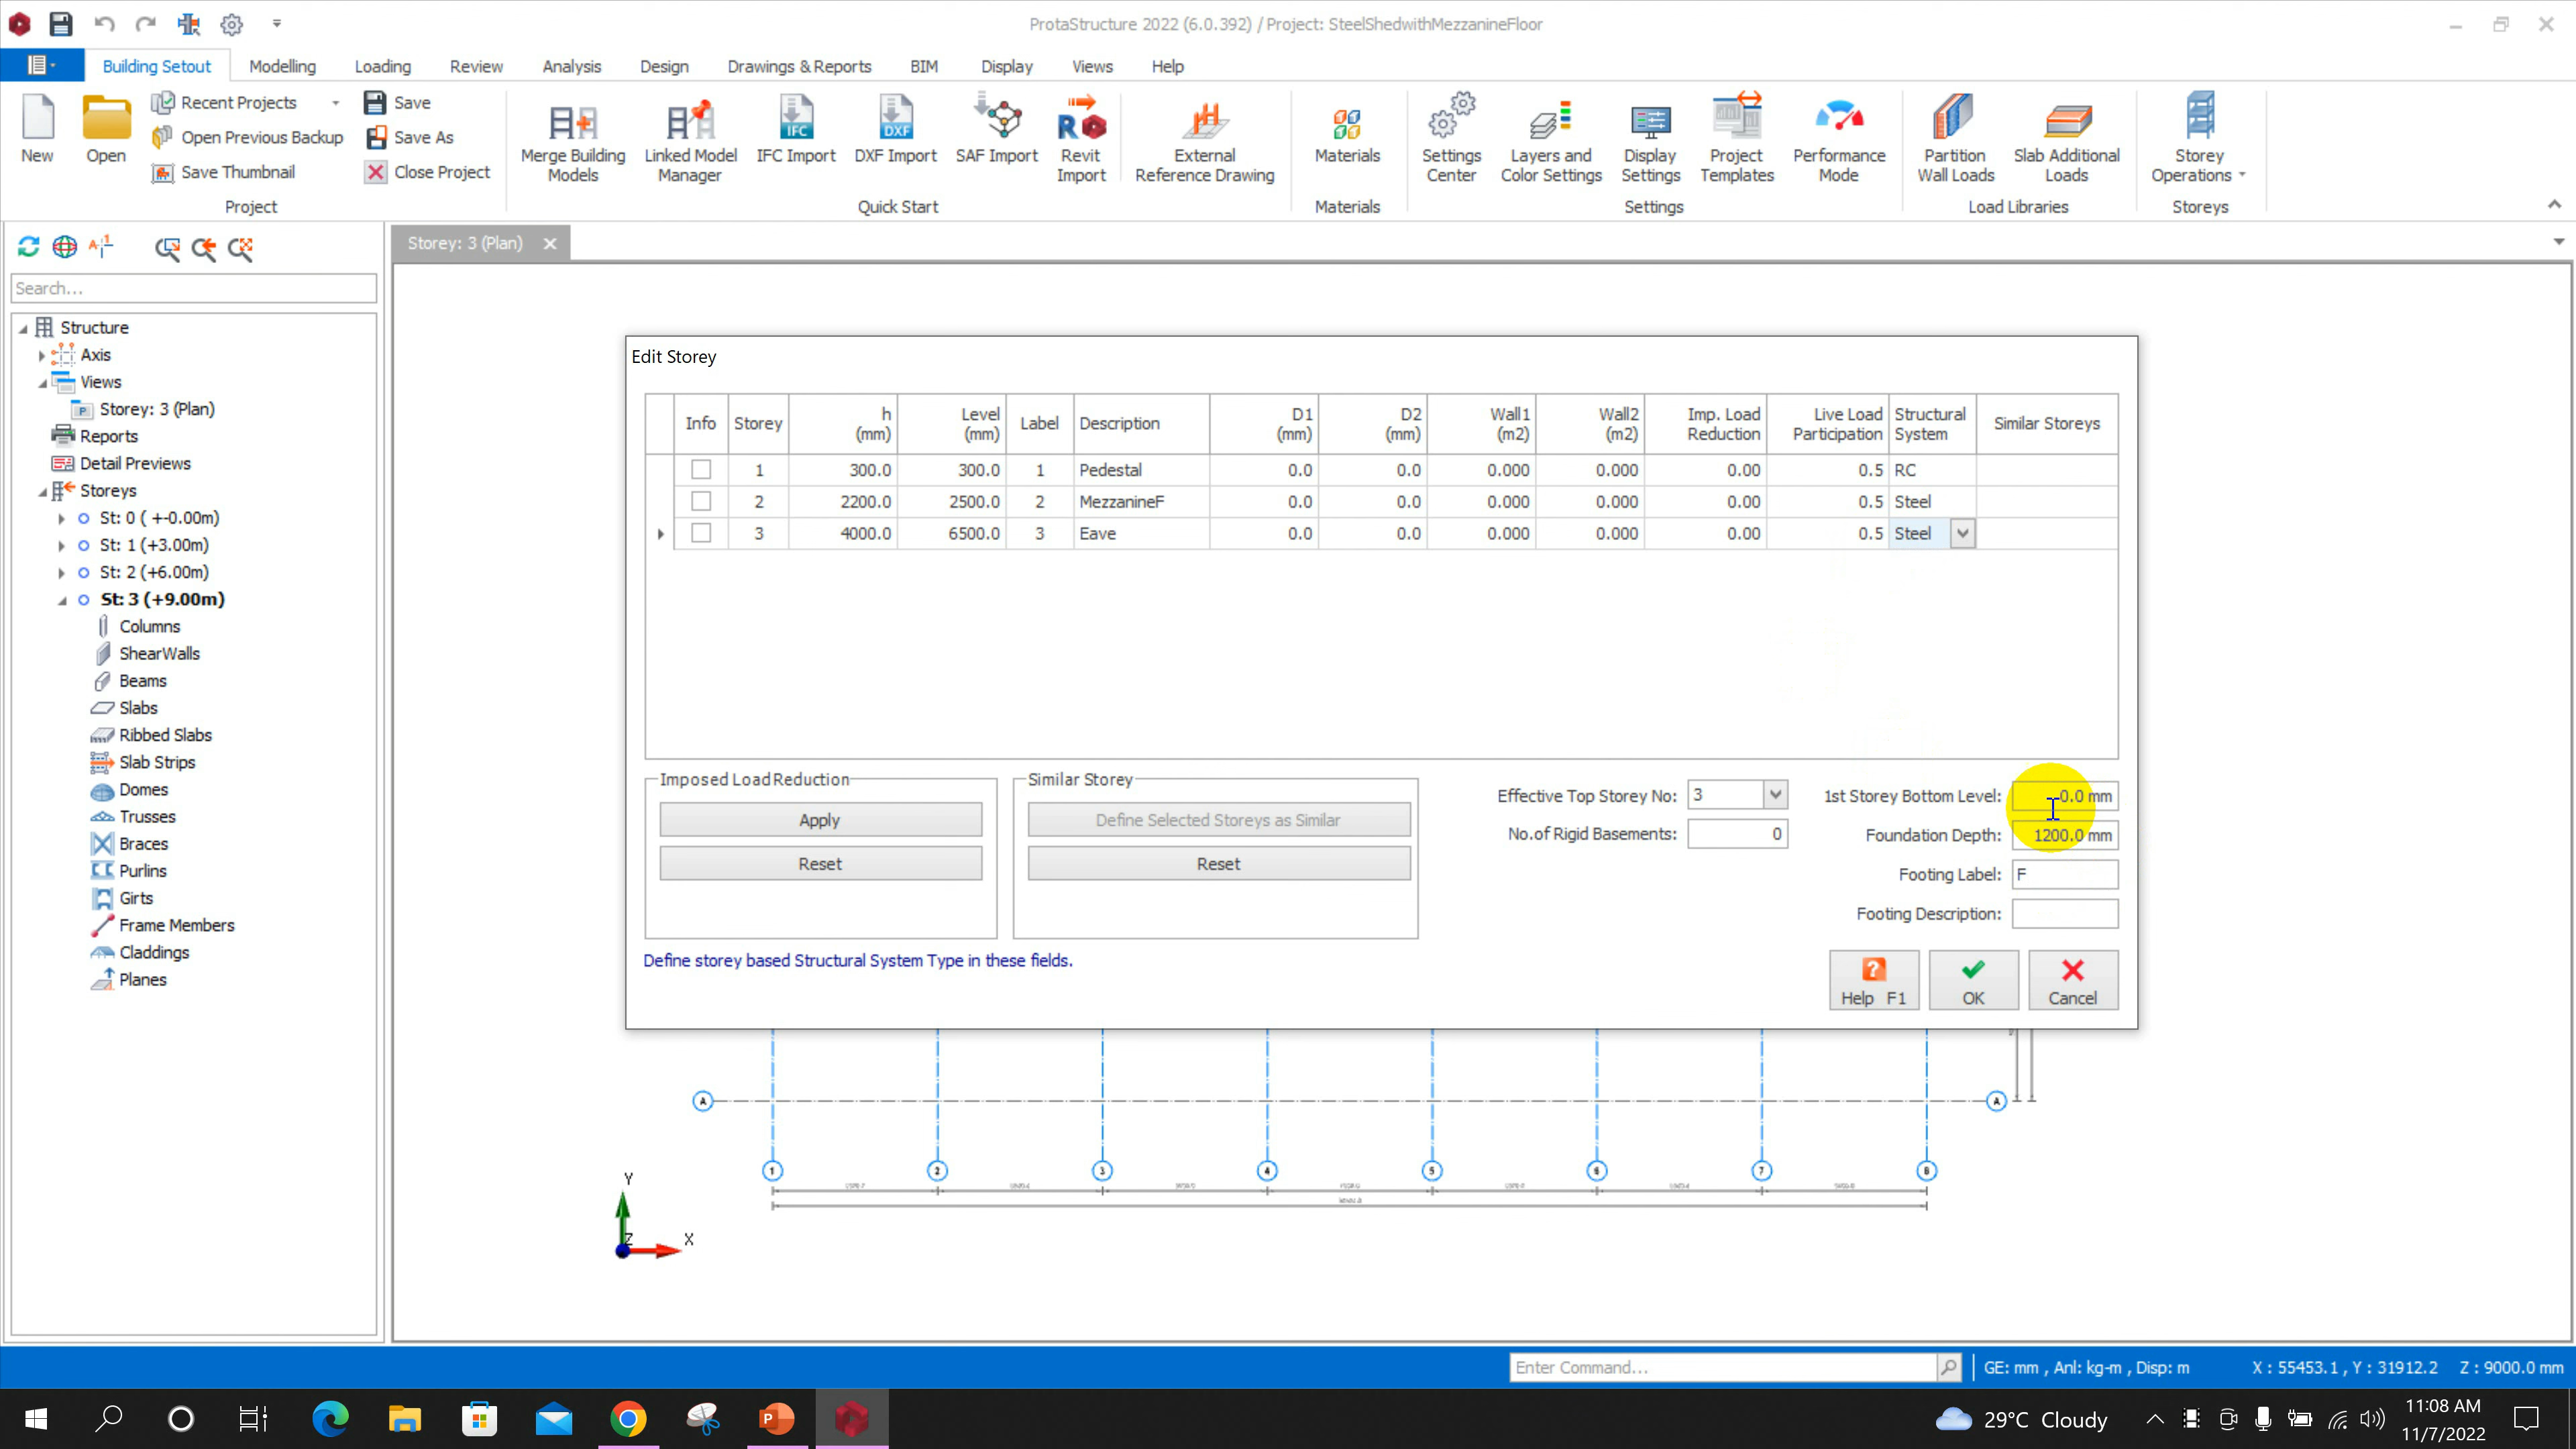 ProtaStructure 2022 (6.0.392) / Project: SteelShedwithMezzanineFloor
Building Setout Modelling Loading Review Analysis Design Drawings & Reports BIM Display Views Help
New
Open
Recent Projects
Open Previous Backup
Save Thumbnail
Save
Save As
Close Project
Project
Merge Building Models
Linked Model Manager
IFC
IFC Import
DXF
DXF Import
SAF Import
R
Revit Import
External Reference Drawing
Quick Start
Materials
Materials
Settings Center
Layers and Color Settings
Display Settings
Project Templates
Performance Mode
Settings
Partition Wall Loads
Slab Additional Loads
Load Libraries
Storey Operations
Storeys
Storey: 3 (Plan)
Search...
Structure
Axis
Views
Storey: 3 (Plan)
Reports
Detail Previews
Storeys
St: 0 ( +-0.00m)
St: 1 (+3.00m)
St: 2 (+6.00m)
St: 3 (+9.00m)
Columns
ShearWalls
Beams
Slabs
Ribbed Slabs
Slab Strips
Domes
Trusses
Braces
Purlins
Girts
Frame Members
Claddings
Planes
Edit Storey
Info Storey h (mm) Level (mm) Label Description D1 (mm) D2 (mm) Wall1 (m2) Wall2 (m2) Imp. Load Reduction Live Load Participation Structural System Similar Storeys
1 300.0 300.0 1 Pedestal 0.0 0.0 0.000 0.000 0.00 0.5 RC
2 2200.0 2500.0 2 MezzanineF 0.0 0.0 0.000 0.000 0.00 0.5 Steel
3 4000.0 6500.0 3 Eave 0.0 0.0 0.000 0.000 0.00 0.5 Steel
Imposed Load Reduction
Apply
Reset
Similar Storey
Define Selected Storeys as Similar
Reset
Effective Top Storey No: 3
No.of Rigid Basements: 0
1st Storey Bottom Level: 0.0 mm
Foundation Depth: 1200.0 mm
Footing Label: F
Footing Description:
Define storey based Structural System Type in these fields.
Help F1
OK
Cancel
A A
1 2 3 4 5 6 7 8
Y
Z
X
Enter Command...
GE: mm , Anl: kg-m , Disp: m
X : 55453.1 , Y : 31912.2 Z : 9000.0 mm
29°C Cloudy
11:08 AM
11/7/2022